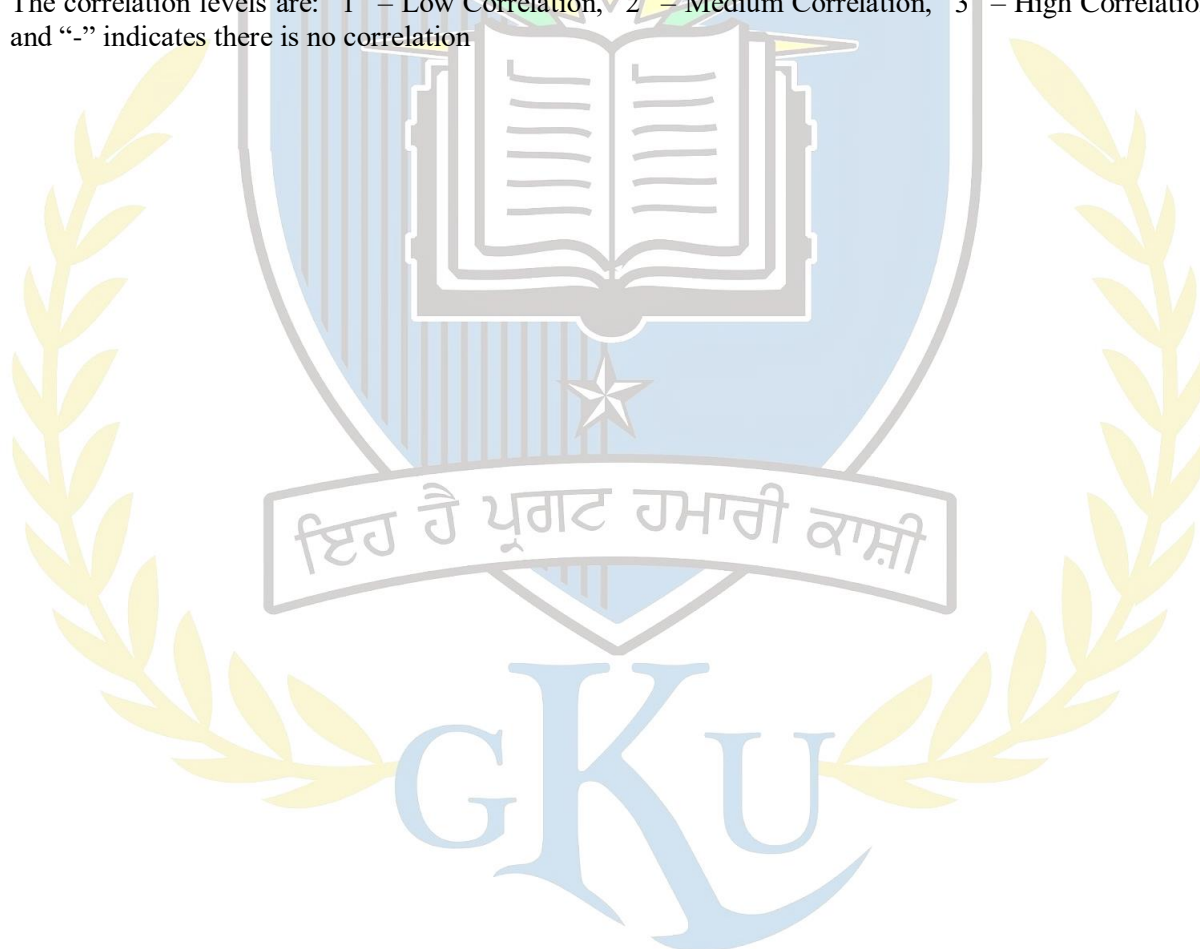 The correlation levels are: "1" – Low Correlation, "2" – Medium Correlation, "3" – High Correlation
and “-” indicates there is no correlation
ਇਹ ਹੈ ਪ੍ਰਗਟ ਹਮਾਰੀ ਕਾਸ਼ੀ
GKU